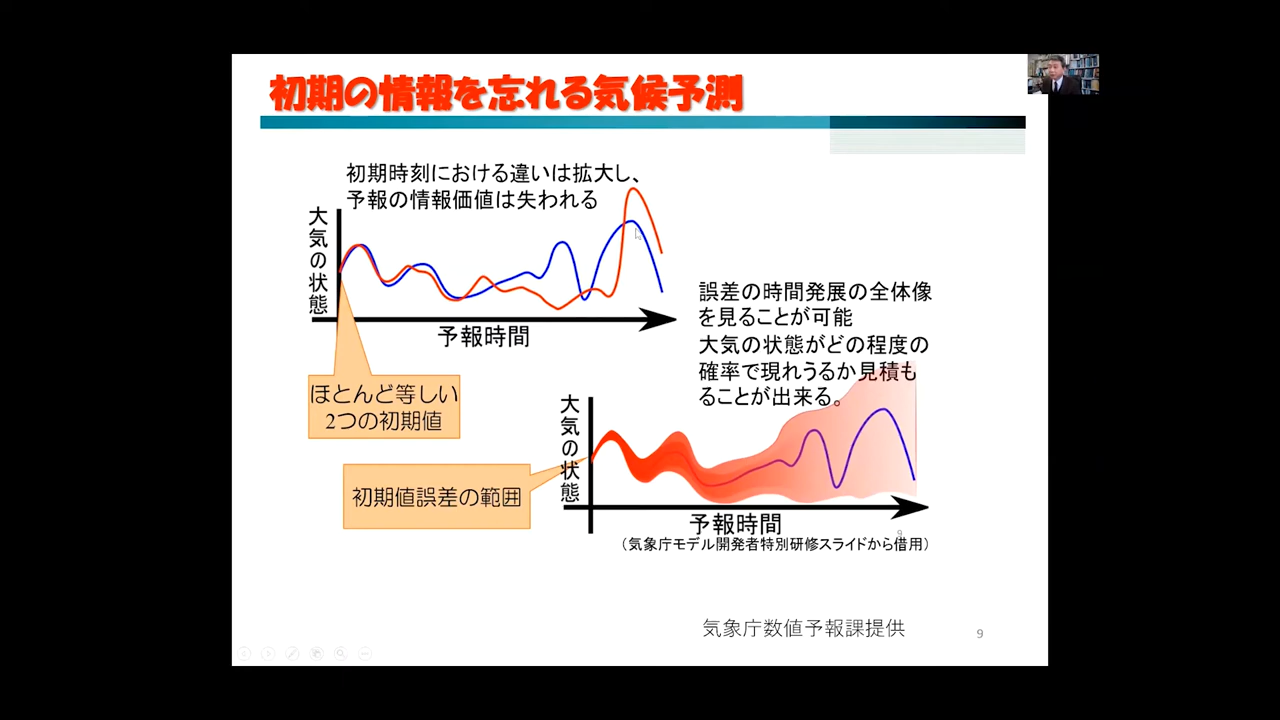 初期の情報を忘れる気候予測
初期時刻における違いは拡大し、
予報の情報価値は失われる
大気の状態
予報時間
ほとんど等しい
2つの初期値
誤差の時間発展の全体像
を見ることが可能
大気の状態がどの程度の
確率で現れうるか見積も
ることが出来る。
大気の状態
初期値誤差の範囲
予報時間
9
（気象庁モデル開発者特別研修スライドから借用）
気象庁数値予報課提供
9